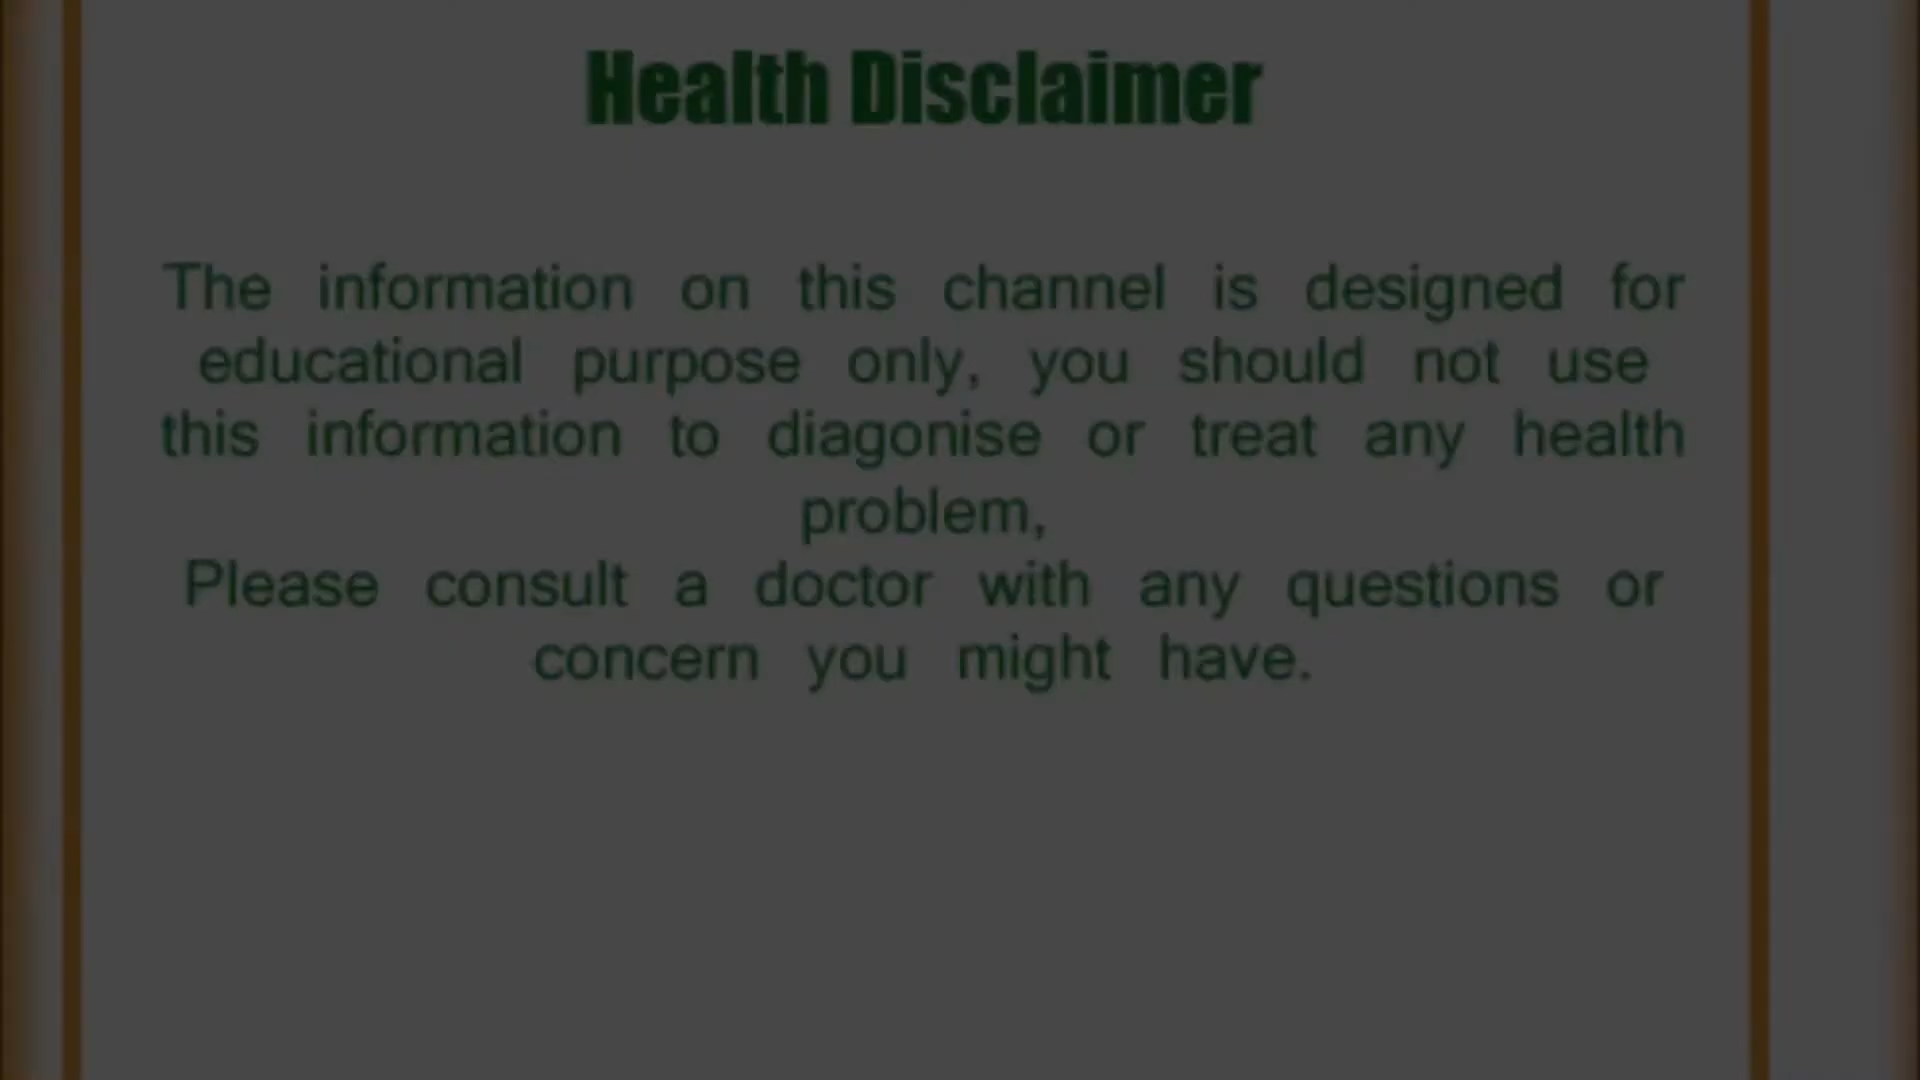 Health Disclaimer
The information on this channel is designed for
educational purpose only, you should not use
this information to diagonise or treat any health
problem,
Please consult a doctor with any questions or
concern you might have.